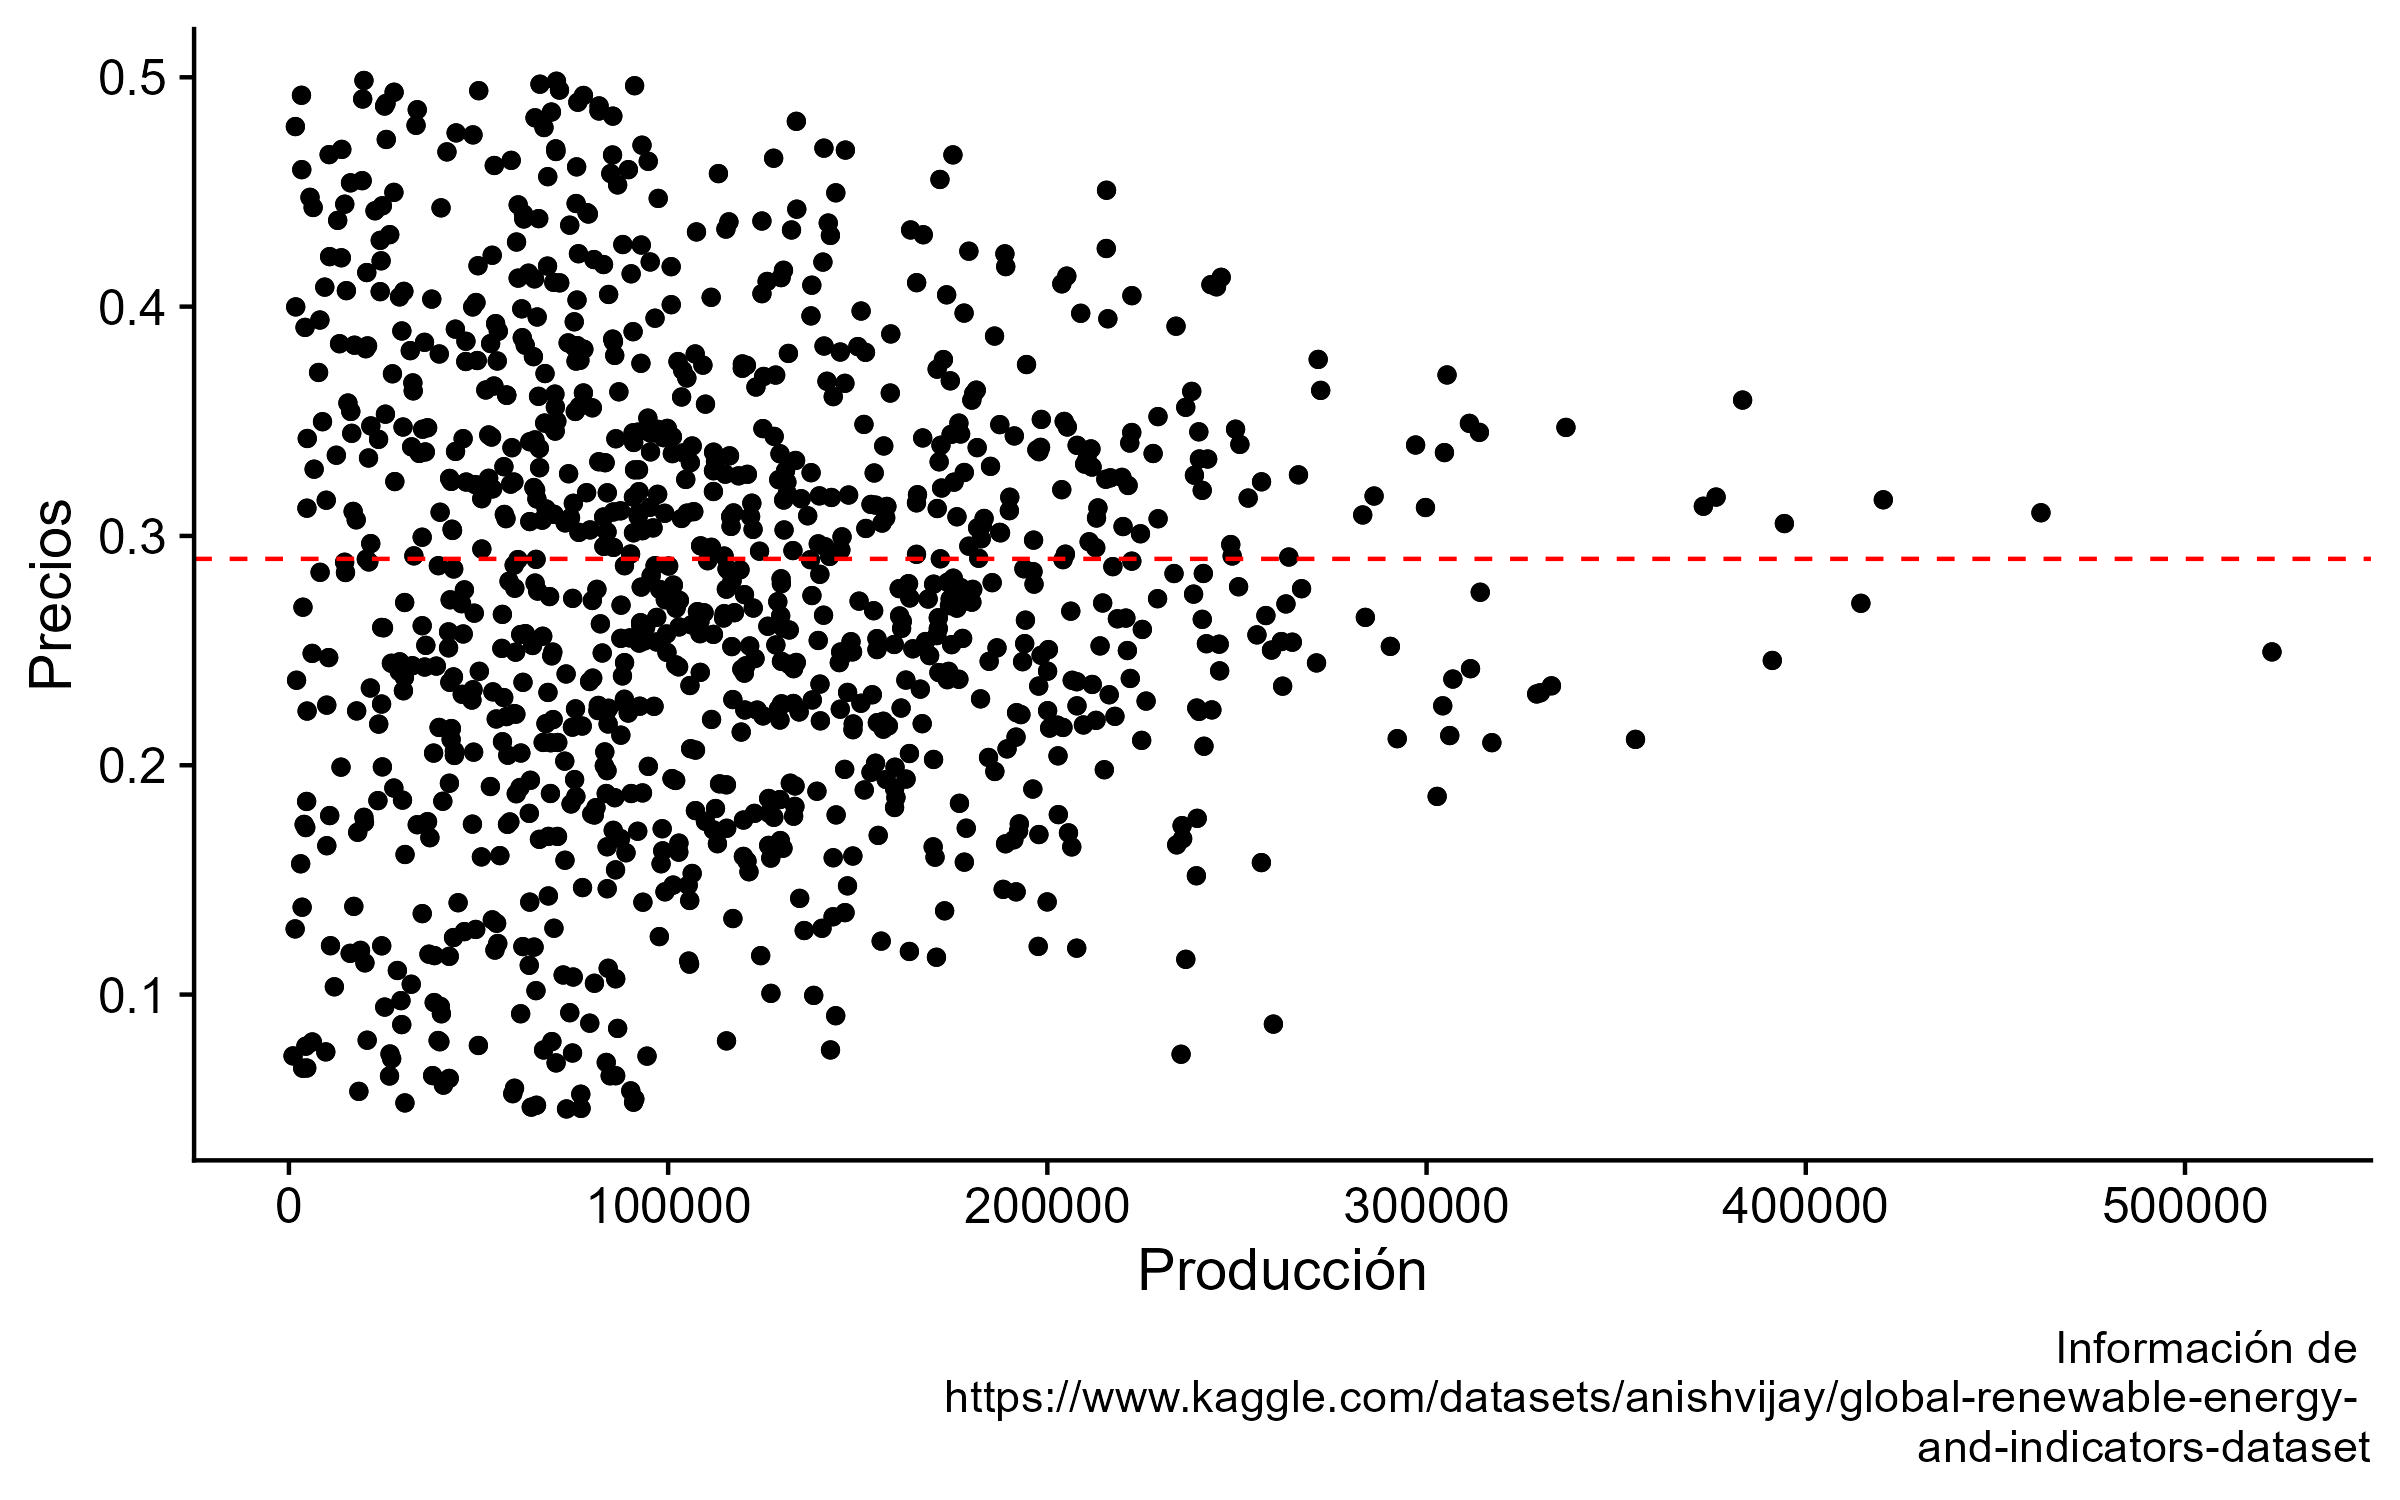 Precios
0.5
0.4
0.3
0.2
0.1
0 100000 200000 300000 400000 500000
Producción
Información de
https://www.kaggle.com/datasets/anishvijay/global-renewable-energy-
and-indicators-dataset